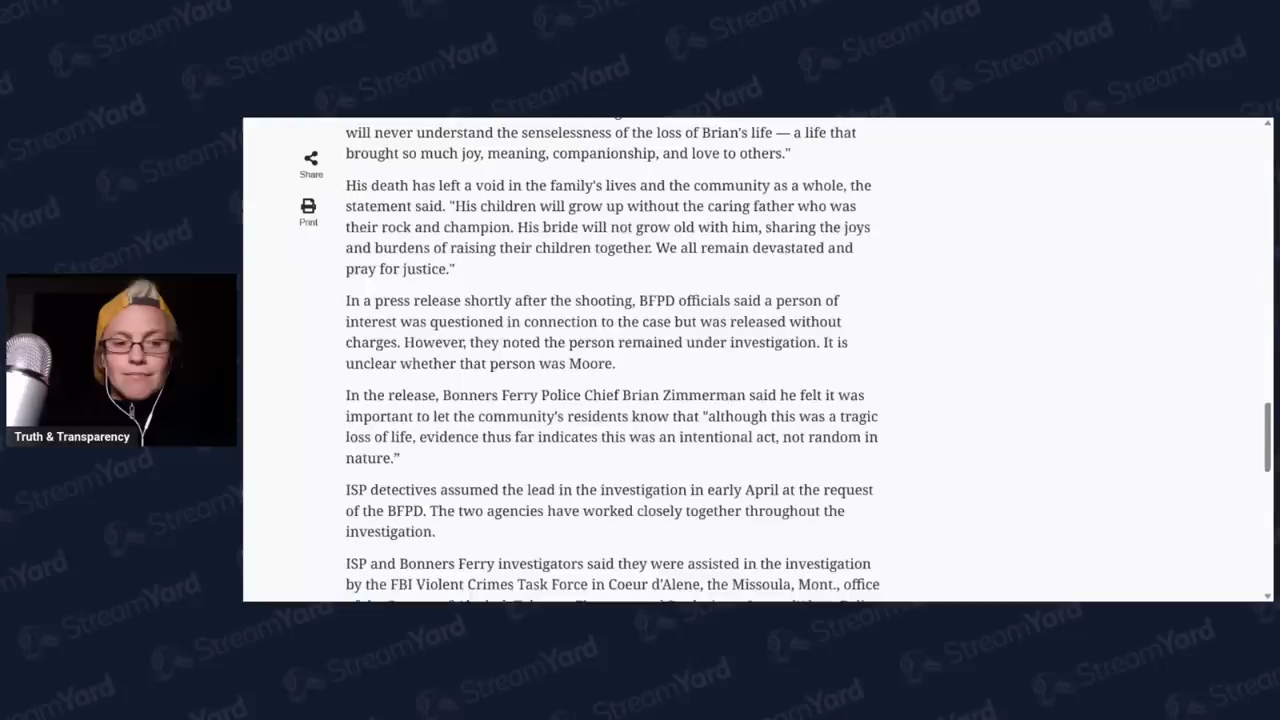 will never understand the senselessness of the loss of Brian's life — a life that
brought so much joy, meaning, companionship, and love to others."
Share
Print
His death has left a void in the family's lives and the community as a whole, the
statement said. "His children will grow up without the caring father who was
their rock and champion. His bride will not grow old with him, sharing the joys
and burdens of raising their children together. We all remain devastated and
pray for justice."
In a press release shortly after the shooting, BFPD officials said a person of
interest was questioned in connection to the case but was released without
charges. However, they noted the person remained under investigation. It is
unclear whether that person was Moore.
In the release, Bonners Ferry Police Chief Brian Zimmerman said he felt it was
important to let the community's residents know that "although this was a tragic
loss of life, evidence thus far indicates this was an intentional act, not random in
nature."
ISP detectives assumed the lead in the investigation in early April at the request
of the BFPD. The two agencies have worked closely together throughout the
investigation.
ISP and Bonners Ferry investigators said they were assisted in the investigation
by the FBI Violent Crimes Task Force in Coeur d'Alene, the Missoula, Mont., office
Truth & Transparency
StreamYard